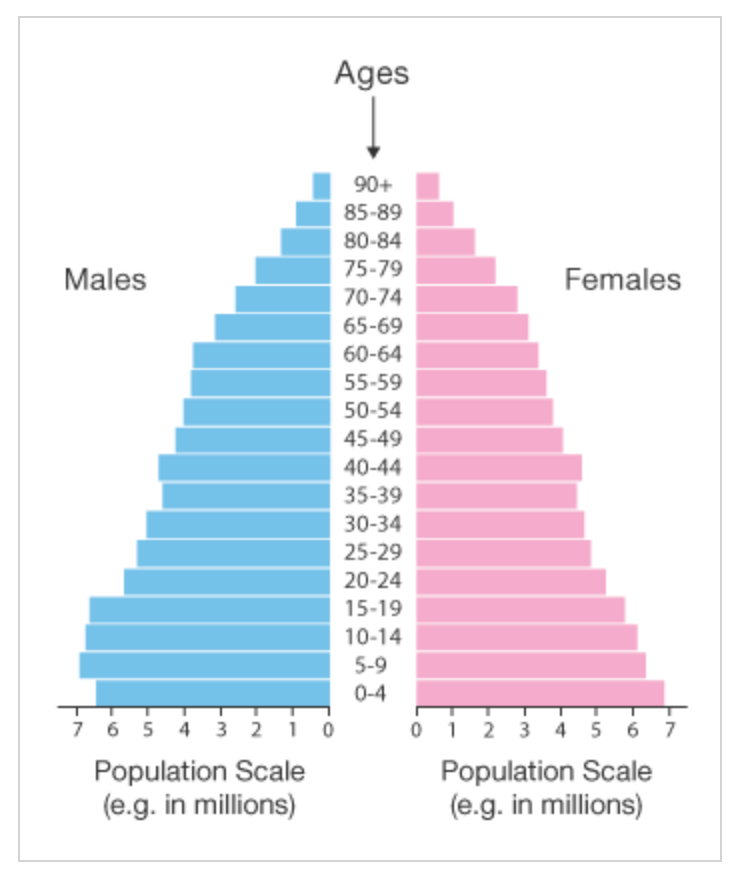 Ages
90+
85-89
80-84
75-79
Males
Females
70-74
65-69
60-64
55-59
50-54
45-49
40-44
35-39
30-34
25-29
20-24
15-19
10-14
5-9
0-4
7 6 5 4 3 2 1 0
0 1 2 3 4 5 6 7
Population Scale
(e.g. in millions)
Population Scale
(e.g. in millions)